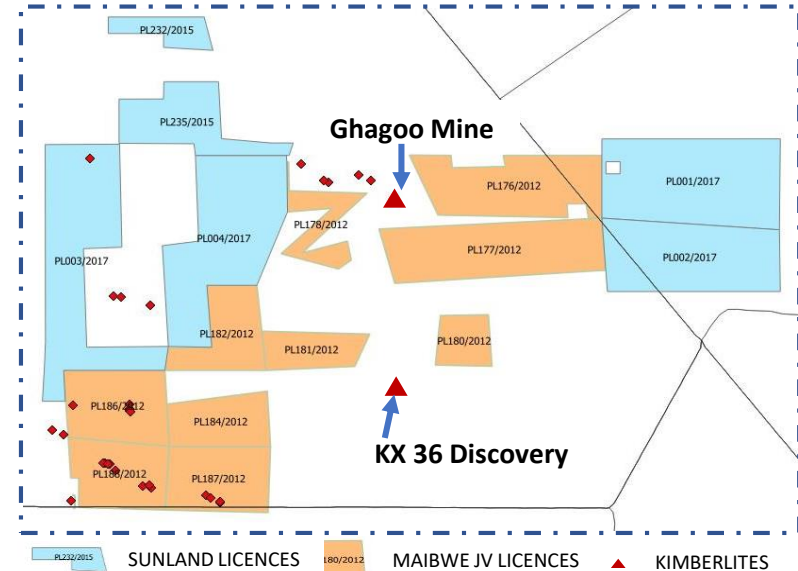 PL232/2015
PL235/2015
Ghagoo Mine
PL176/2012
PL001/2017
PL178/2012
PL004/2017
PL003/2017
PL177/2012
PL002/2017
PL182/2012
PL181/2012
PL180/2012
PL186/2012
PL184/2012
KX 36 Discovery
PL188/2012
PL187/2012
PL232/2015 SUNLAND LICENCES 180/2012 MAIBWE JV LICENCES KIMBERLITES